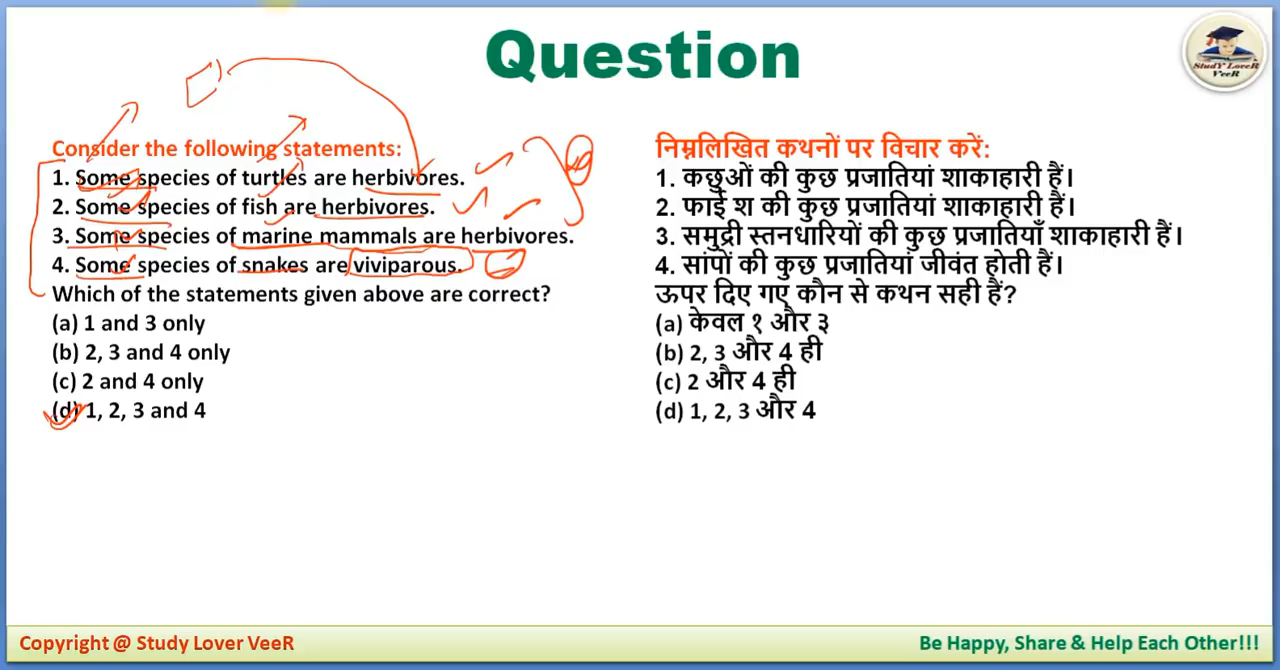 Question
StudY LoveR
VeeR
Consider the following statements:
1. Some species of turtles are herbivores.
2. Some species of fish are herbivores.
3. Some species of marine mammals are herbivores.
4. Some species of snakes are viviparous.
Which of the statements given above are correct?
(a) 1 and 3 only
(b) 2, 3 and 4 only
(c) 2 and 4 only
(d) 1, 2, 3 and 4
निम्नलिखित कथनों पर विचार करें:
1. कछुओं की कुछ प्रजातियां शाकाहारी हैं।
2. फाई श की कुछ प्रजातियां शाकाहारी हैं।
3. समुद्री स्तनधारियों की कुछ प्रजातियाँ शाकाहारी हैं।
4. सांपों की कुछ प्रजातियां जीवंत होती हैं।
ऊपर दिए गए कौन से कथन सही हैं?
(a) केवल १ और ३
(b) 2, 3 और 4 ही
(c) 2 और 4 ही
(d) 1, 2, 3 और 4
Copyright @ Study Lover VeeR
Be Happy, Share & Help Each Other!!!